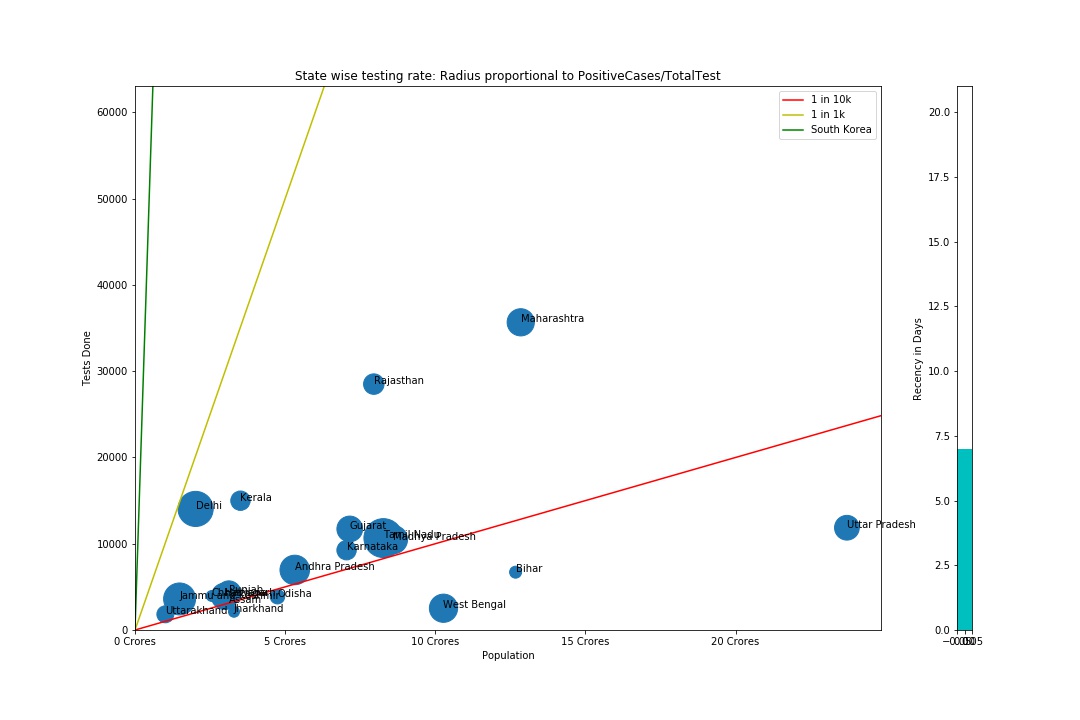 State wise testing rate: Radius proportional to PositiveCases/TotalTest
1 in 10k
1 in 1k
South Korea
60000
50000
40000
30000
20000
10000
0
Tests Done
Maharashtra
Rajasthan
Kerala
Delhi
Gujarat
Tamil Nadu
Madhya Pradesh
Karnataka
Uttar Pradesh
Andhra Pradesh
Bihar
Punjab
Jammu and Kashmir
Odisha
Assam
West Bengal
Uttarakhand
Jharkhand
0 Crores
5 Crores
10 Crores
15 Crores
20 Crores
Population
20.0
17.5
15.0
12.5
10.0
7.5
5.0
2.5
0.0
Recency in Days